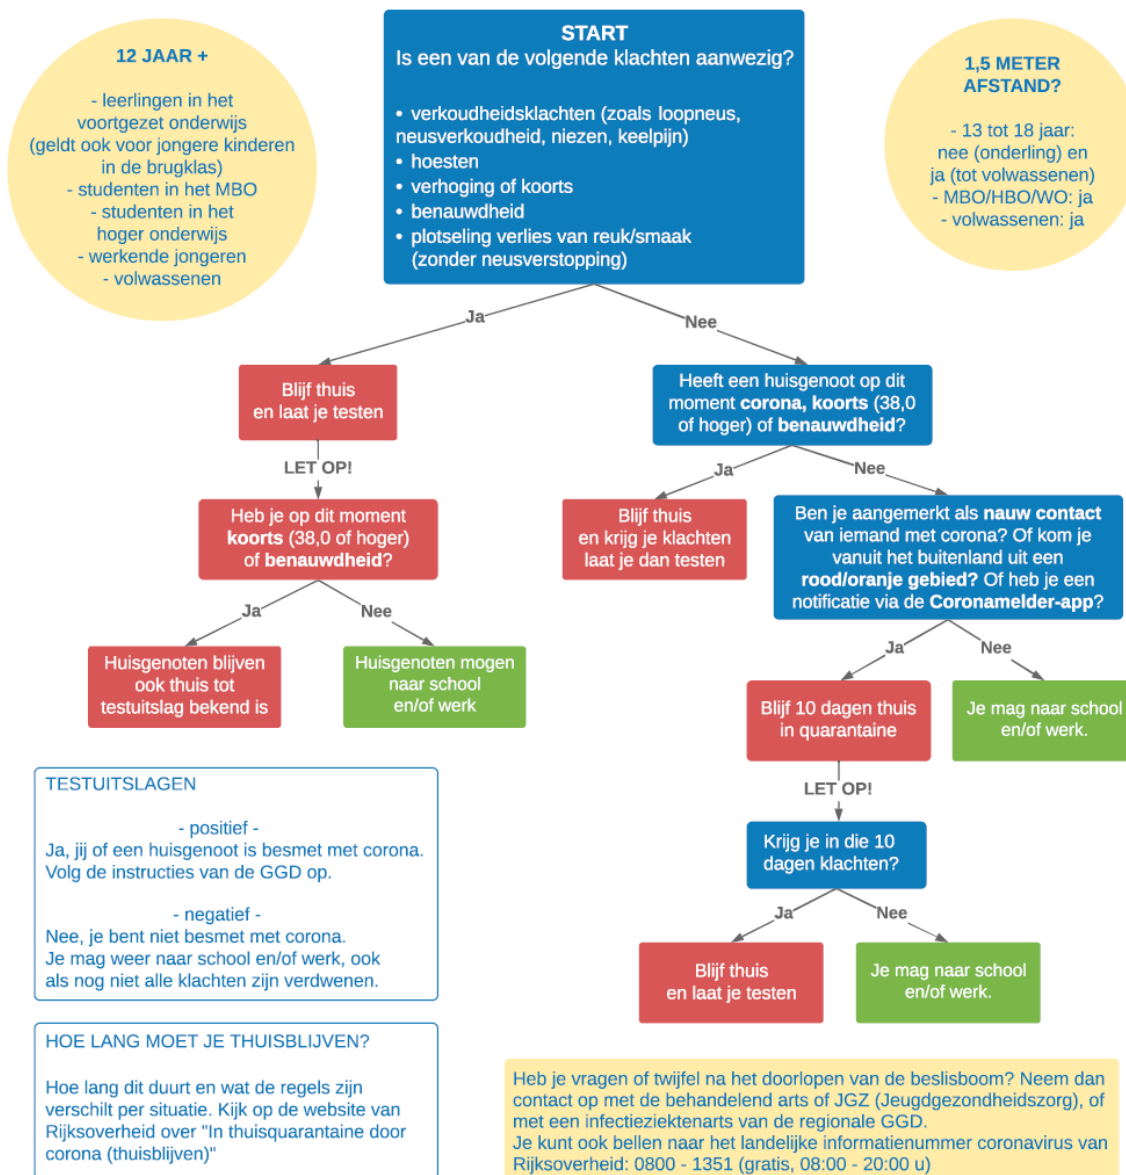 12 JAAR +
- leerlingen in het
voortgezet onderwijs
(geldt ook voor jongere kinderen
in de brugklas)
- studenten in het MBO
- studenten in het
hoger onderwijs
- werkende jongeren
- volwassenen
START
Is een van de volgende klachten aanwezig?
• verkoudheidsklachten (zoals loopneus,
neusverkoudheid, niezen, keelpijn)
• hoesten
• verhoging of koorts
• benauwdheid
• plotseling verlies van reuk/smaak
(zonder neusverstopping)
1,5 METER
AFSTAND?
- 13 tot 18 jaar:
nee (onderling) en
ja (tot volwassenen)
- MBO/HBO/WO: ja
- volwassenen: ja
Ja
Nee
Blijf thuis
en laat je testen
LET OP!
Heb je op dit moment
koorts (38,0 of hoger)
of benauwdheid?
Ja
Nee
Huisgenoten blijven
ook thuis tot
testuitslag bekend is
Huisgenoten mogen
naar school
en/of werk
Heeft een huisgenoot op dit
moment corona, koorts (38,0
of hoger) of benauwdheid?
Ja
Nee
Blijf thuis
en krijg je klachten
laat je dan testen
Ben je aangemerkt als nauw contact
van iemand met corona? Of kom je
vanuit het buitenland uit een
rood/oranje gebied? Of heb je een
notificatie via de Coronamelder-app?
Ja
Nee
Blijf 10 dagen thuis
in quarantaine
Je mag naar school
en/of werk.
LET OP!
Krijg je in die 10
dagen klachten?
Ja
Nee
Blijf thuis
en laat je testen
Je mag naar school
en/of werk.
TESTUITSLAGEN
- positief -
Ja, jij of een huisgenoot is besmet met corona.
Volg de instructies van de GGD op.
- negatief -
Nee, je bent niet besmet met corona.
Je mag weer naar school en/of werk, ook
als nog niet alle klachten zijn verdwenen.
HOE LANG MOET JE THUISBLIJVEN?
Hoe lang dit duurt en wat de regels zijn
verschilt per situatie. Kijk op de website van
Rijksoverheid over "In thuisquarantaine door
corona (thuisblijven)"
Heb je vragen of twijfel na het doorlopen van de beslisboom? Neem dan
contact op met de behandelend arts of JGZ (Jeugdgezondheidszorg), of
met een infectieziektenarts van de regionale GGD.
Je kunt ook bellen naar het landelijke informatienummer coronavirus van
Rijksoverheid: 0800 - 1351 (gratis, 08:00 - 20:00 u)